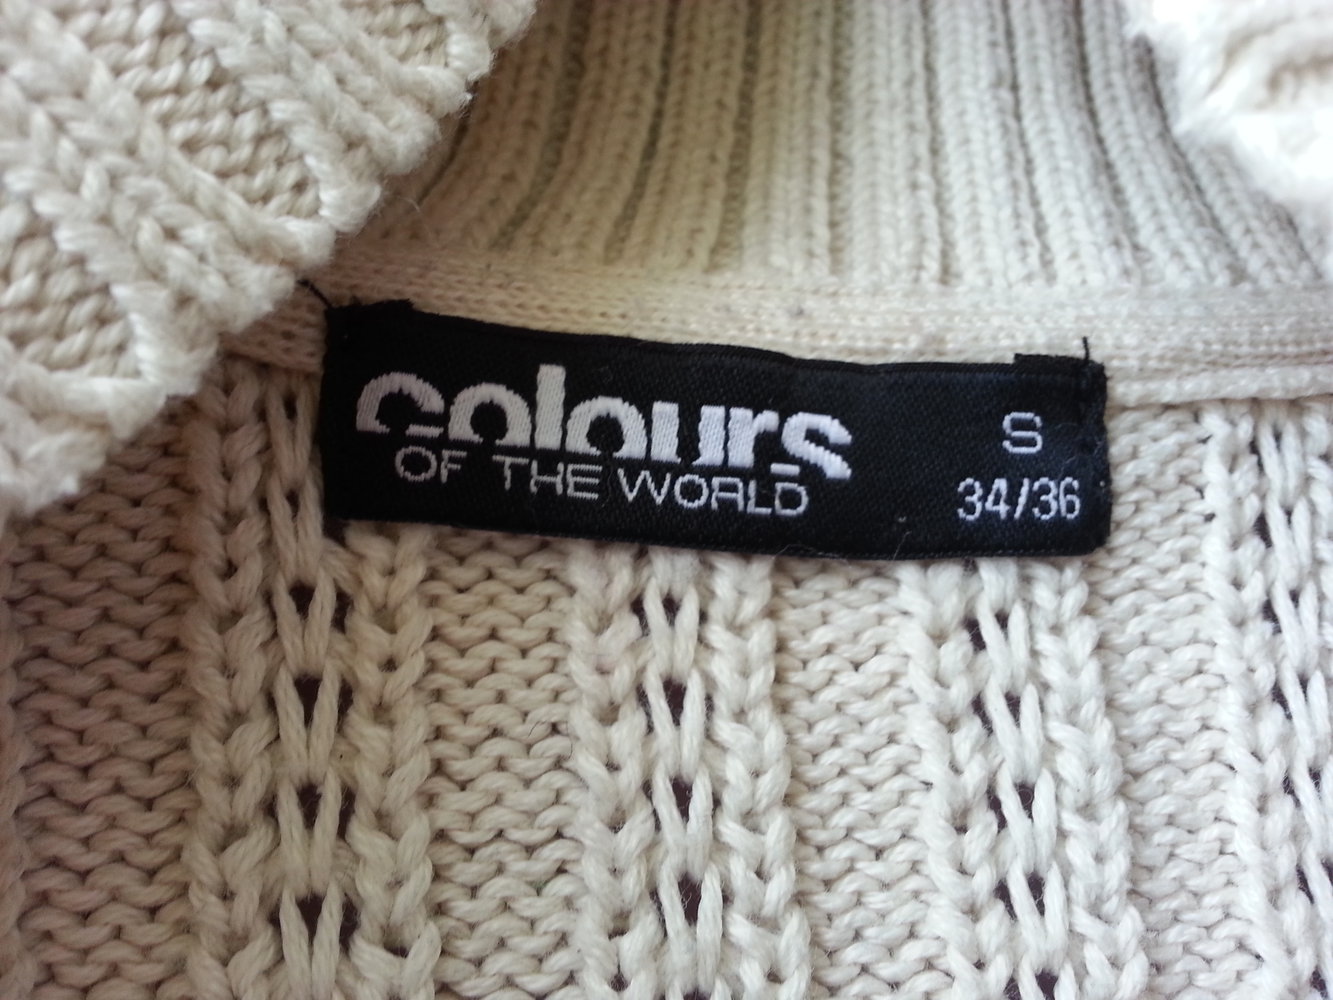 colours
OF THE WORLD
S
34/36